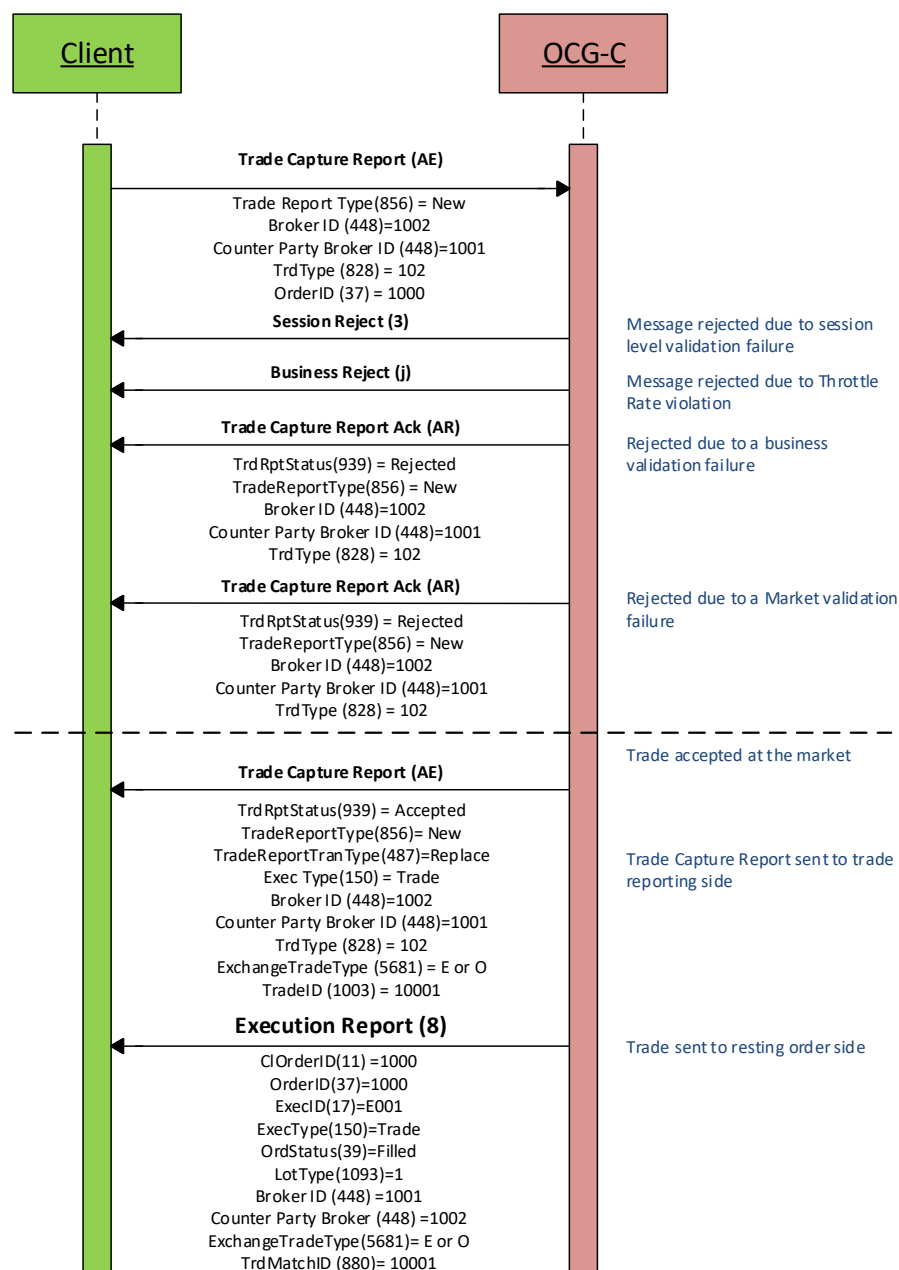 Client
OCG-C
Trade Capture Report (AE)
Trade Report Type(856) = New
Broker ID (448)=1002
Counter Party Broker ID (448)=1001
TrdType (828) = 102
OrderID (37) = 1000
Session Reject (3)
Message rejected due to session
level validation failure
Business Reject (j)
Message rejected due to Throttle
Rate violation
Trade Capture Report Ack (AR)
Rejected due to a business
validation failure
TrdRptStatus(939) = Rejected
TradeReportType(856) = New
Broker ID (448)=1002
Counter Party Broker ID (448)=1001
TrdType (828) = 102
Trade Capture Report Ack (AR)
Rejected due to a Market validation
failure
TrdRptStatus(939) = Rejected
TradeReportType(856) = New
Broker ID (448)=1002
Counter Party Broker ID (448)=1001
TrdType (828) = 102
Trade accepted at the market
Trade Capture Report (AE)
TrdRptStatus(939) = Accepted
TradeReportType(856)= New
TradeReportTranType(487)=Replace
Exec Type(150) = Trade
Broker ID (448)=1002
Counter Party Broker ID (448)=1001
TrdType (828) = 102
ExchangeTradeType (5681) = E or O
TradeID (1003) = 10001
Trade Capture Report sent to trade
reporting side
Execution Report (8)
Trade sent to resting order side
ClOrderID(11) =1000
OrderID(37)=1000
ExecID(17)=E001
ExecType(150)=Trade
OrdStatus(39)=Filled
LotType(1093)=1
Broker ID (448) =1001
Counter Party Broker (448) =1002
ExchangeTradeType(5681)= E or O
TrdMatchID (880)= 10001